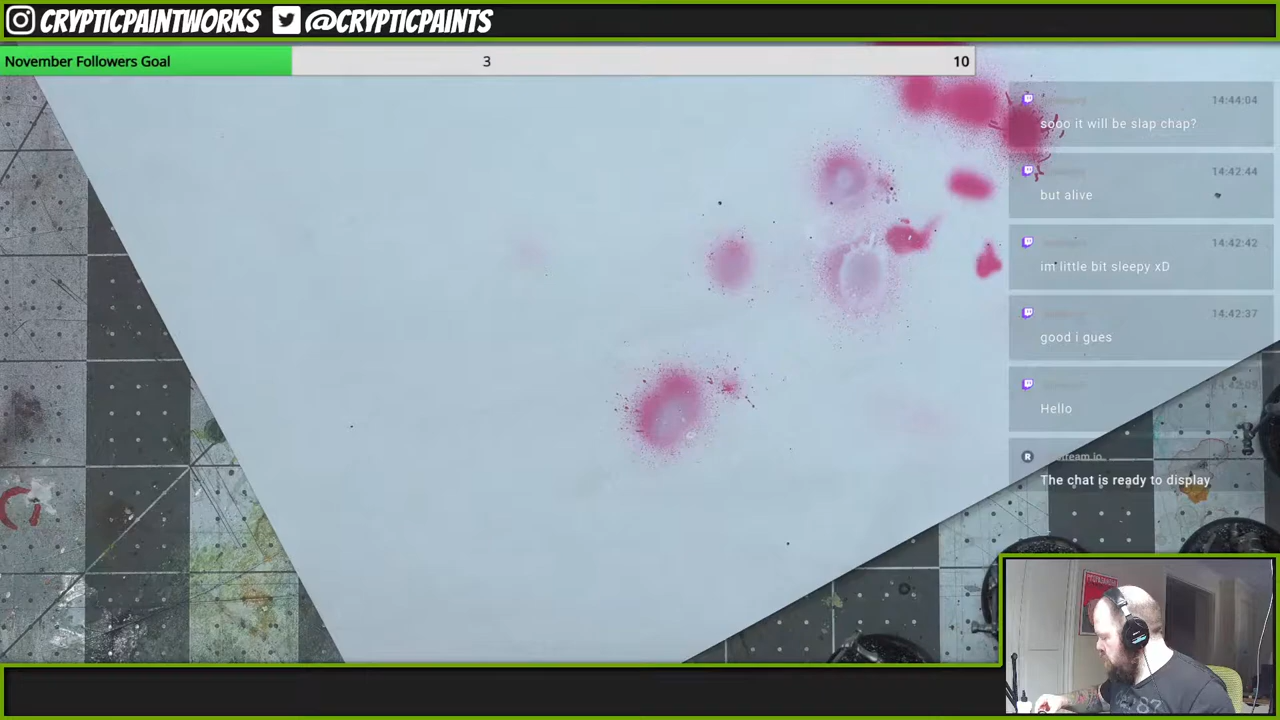 CRYPTICPAINTWORKS @CRYPTICPAINTS
November Followers Goal 3 10
14:44:04
sooo it will be slap chap?
14:42:44
but alive
14:42:42
im little bit sleepy xD
14:42:37
good i gues
Hello
R
The chat is ready to display
87